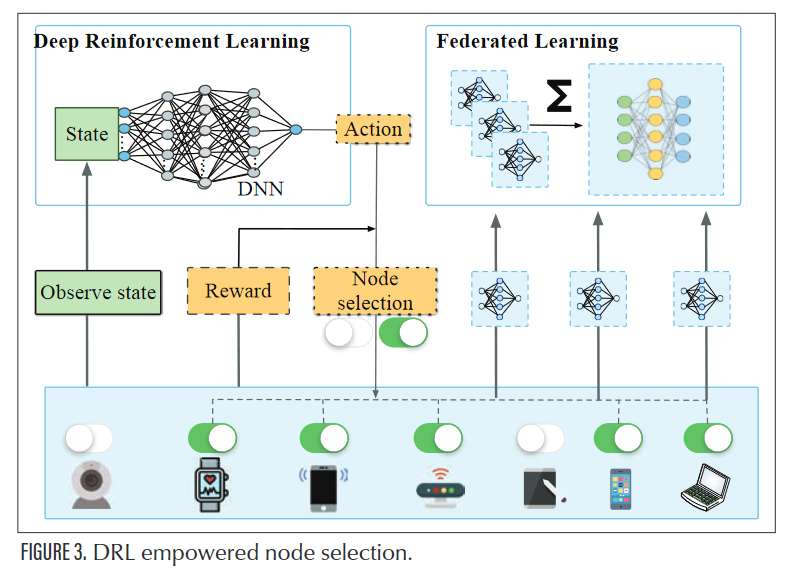 Deep Reinforcement Learning
Federated Learning
State
Action
Σ
DNN
Observe state
Reward
Node
selection
FIGURE 3. DRL empowered node selection.